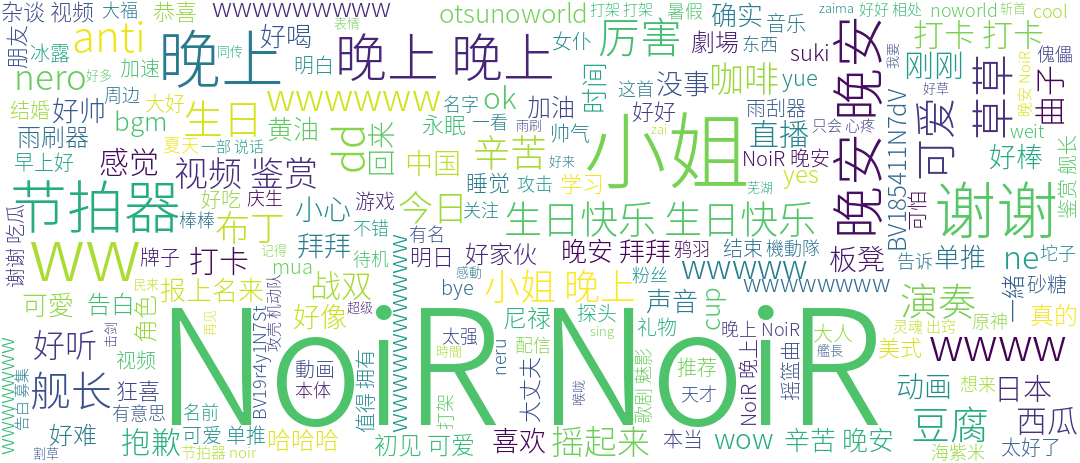 杂谈 视频
大福
恭喜
wwwwwwwww
otsunoworld
打架 打架
暑假
确实
音乐
zaima
好好 相处
noworld
斩首
cool
朋友
冰露
anti
好喝
晚上
同传
表情
晚上 晚上
女仆
厉害
劇場
东西
suki
晚安 晚安
我要
打卡 打卡
傀儡
nero
好多
加速
明白
时间
这首
没事
咖啡
yue
刚刚
好草
草草
曲子
晚安 NoiR
结婚
好帅
周边
大好
生日
wwwwwww
名字
ok
加油
好好
雨刮器
雨刷器
bgm
夏天
黄油
dd
回来
永眠
一看
雨刷
帅气
直播
只会
心疼
可爱
weit
早上好
感觉
一部
说话
视频 鉴赏
中国
辛苦
好来
zai
小姐
NoiR 晚安
好棒
鉴赏 舰长
睡觉
攻击
学习
yes
芜湖
BV185411N7dV
可怕
谢谢
节拍器
好吃
庆生
棒棒
布丁
小心
游戏
今日
关注
生日快乐 生日快乐
谢谢 吃瓜
ww
牌子
打卡
记得
拜拜
不错
待机
有名
明日
好家伙
晚安 拜拜
鸦羽
结束
機動隊
板凳
告诉
单推
ne
坨子
mua
感動
bye
小姐 晚上
粉丝
wwwww
wwwwwwww
可愛
告白
角色
报上名来
战双
超级
声音
cup
演奏
一緒
砂糖
真的
民来
击剑
再见
BV19r4y1N7St
攻壳 机动队
好像
太强
尼禄
探头
礼物
晚上 NoiR
大人
灵魂 出窍
原神
NoiR NoiR
好听
视频
動画
本体
值得 拥有
時間
neru
配信
sing
歌剧 魅影
推荐
NoiR 晚上
艦長
美式
wwww
舰长
狂喜
有意思
名前
打架
大丈夫
喉咙
天才
摇篮曲
动画
想来
日本
告白 募集
好难
抱歉
可爱 单推
哈哈哈
初见 可爱
喜欢
摇起来
本当
wow
辛苦 晚安
豆腐
西瓜
割草
节拍器 noir
海紫米
太好了